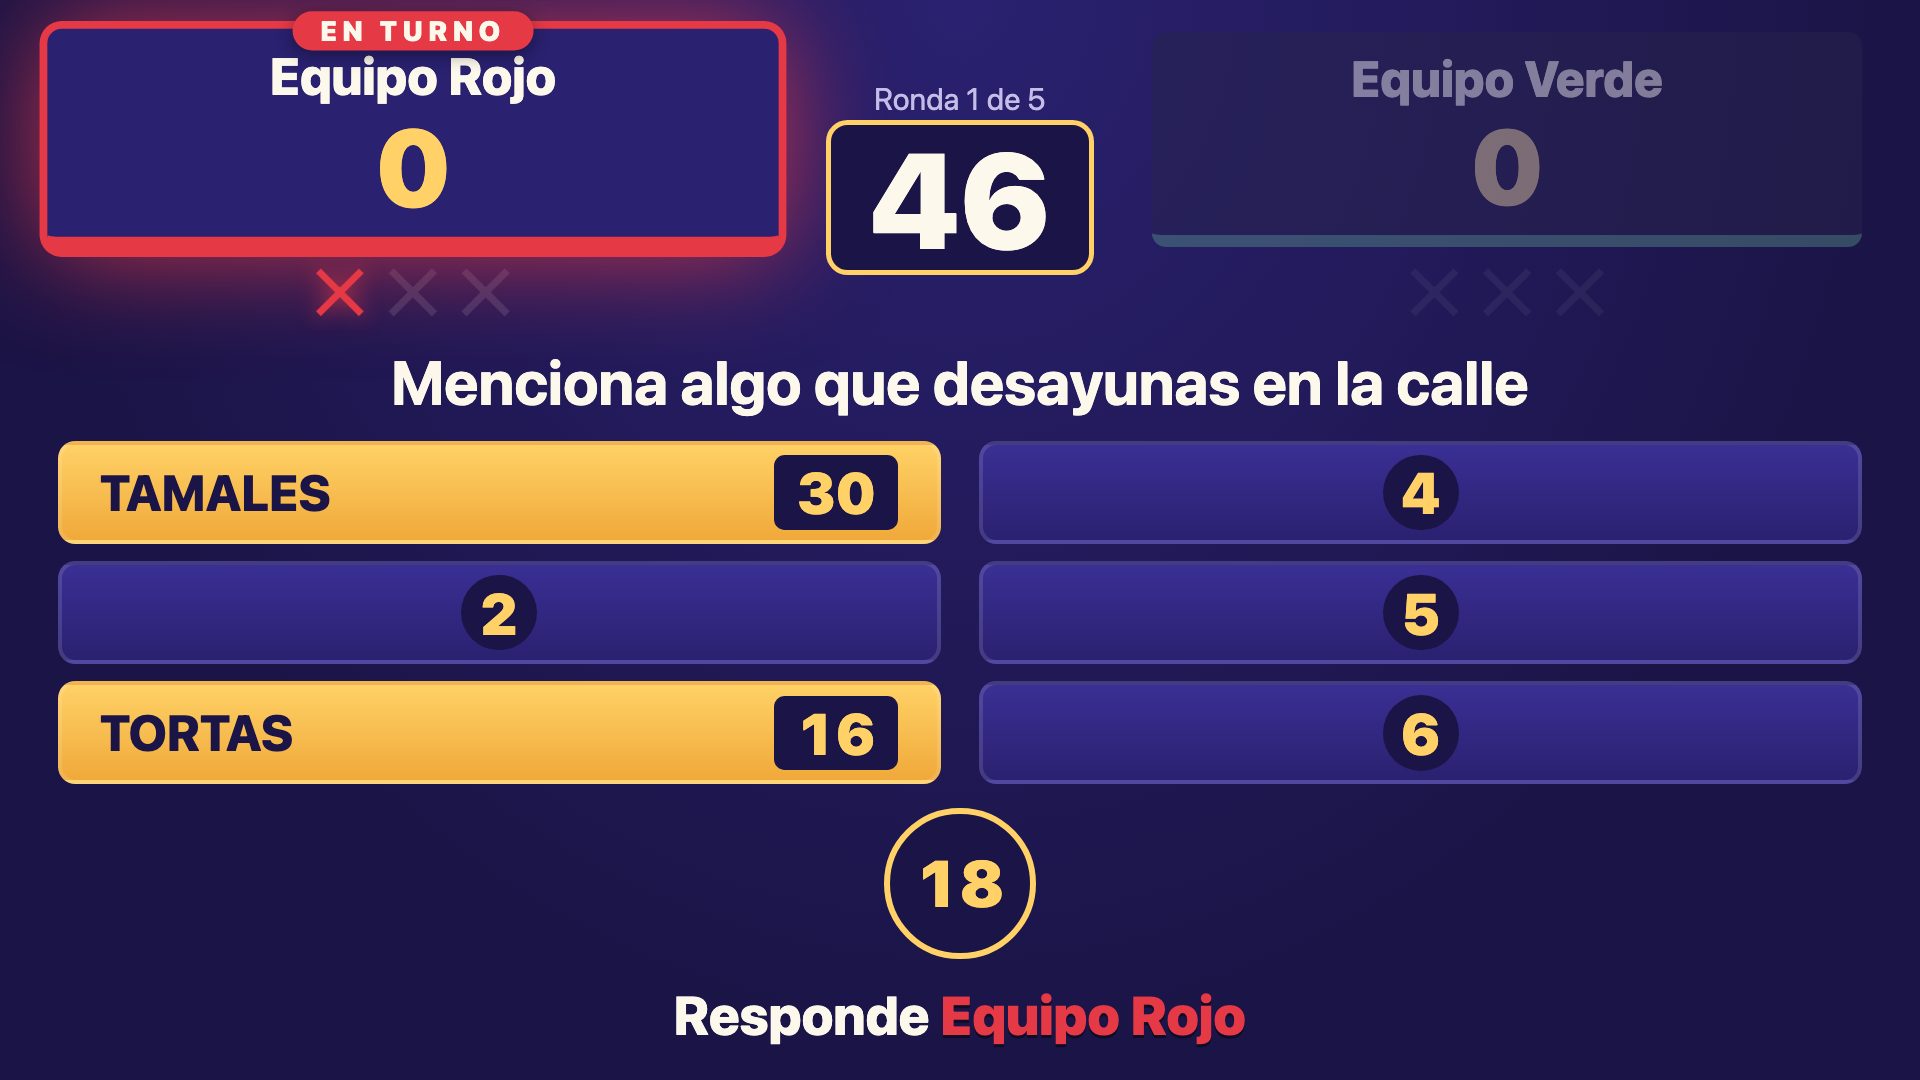 EN TURNO
Equipo Rojo
0
Ronda 1 de 5
46
Equipo Verde
0
Menciona algo que desayunas en la calle
TAMALES 30
2
TORTAS 16
4
5
6
18
Responde Equipo Rojo